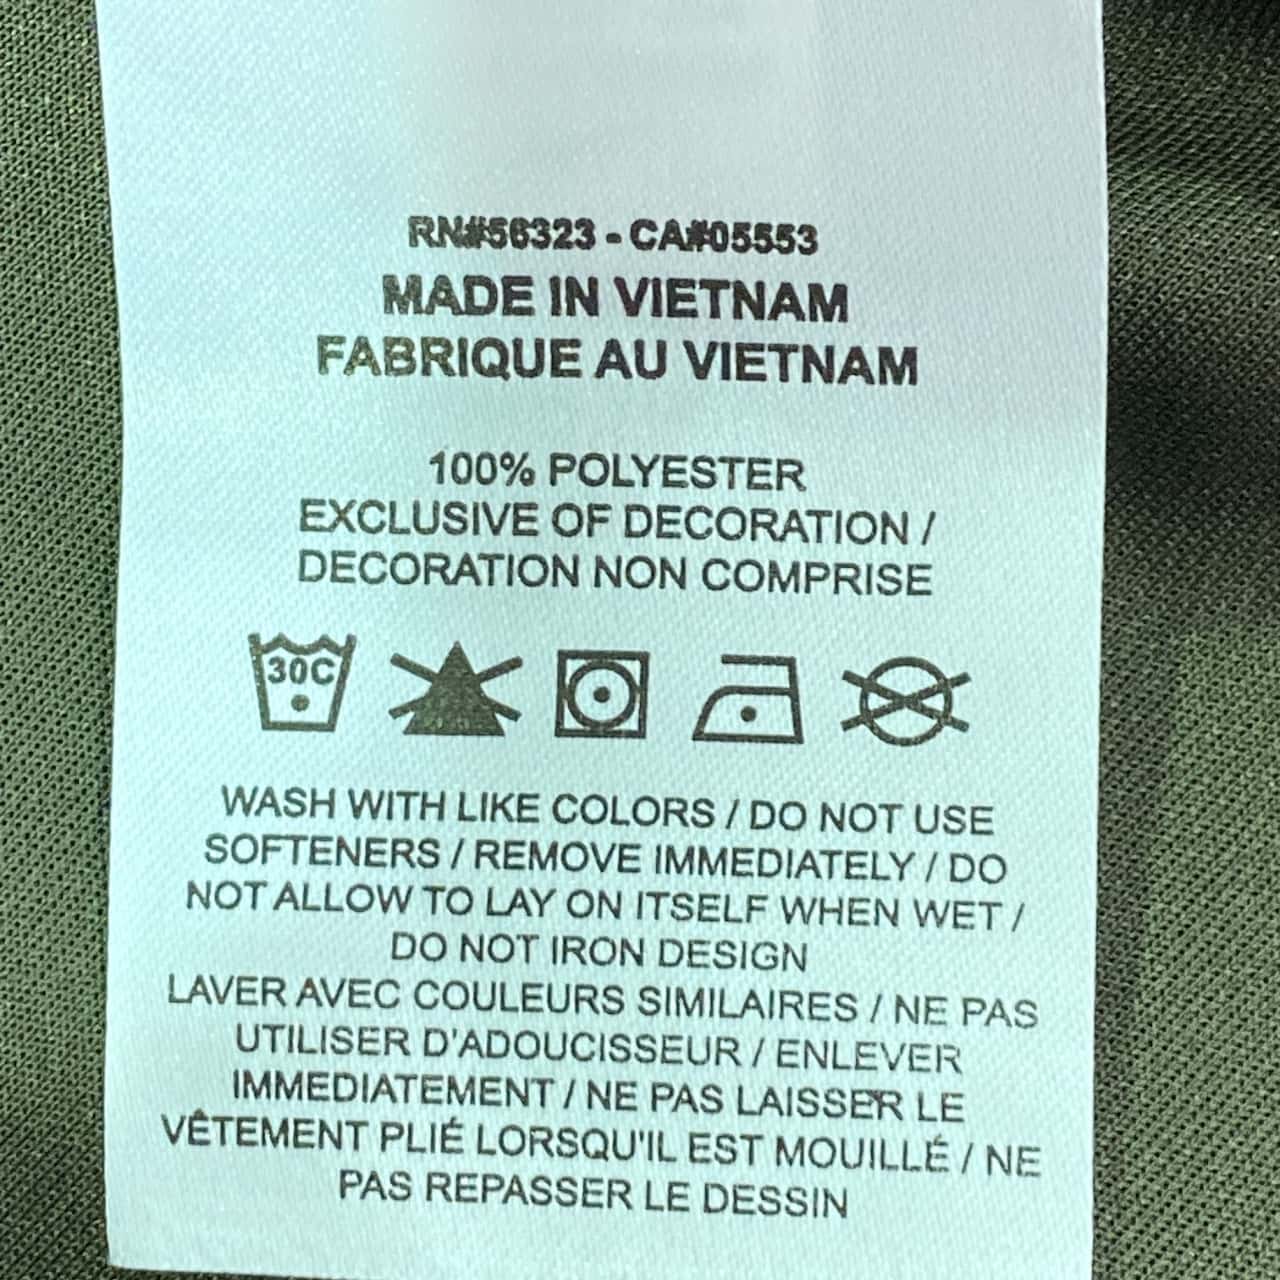 RN#56323 - CA#05553
MADE IN VIETNAM
FABRIQUE AU VIETNAM
100% POLYESTER
EXCLUSIVE OF DECORATION /
DECORATION NON COMPRISE
30C
WASH WITH LIKE COLORS / DO NOT USE
SOFTENERS / REMOVE IMMEDIATELY / DO
NOT ALLOW TO LAY ON ITSELF WHEN WET /
DO NOT IRON DESIGN
LAVER AVEC COULEURS SIMILAIRES / NE PAS
UTILISER D'ADOUCISSEUR / ENLEVER
IMMEDIATEMENT / NE PAS LAISSER LE
VÊTEMENT PLIÉ LORSQU'IL EST MOUILLÉ / NE
PAS REPASSER LE DESSIN